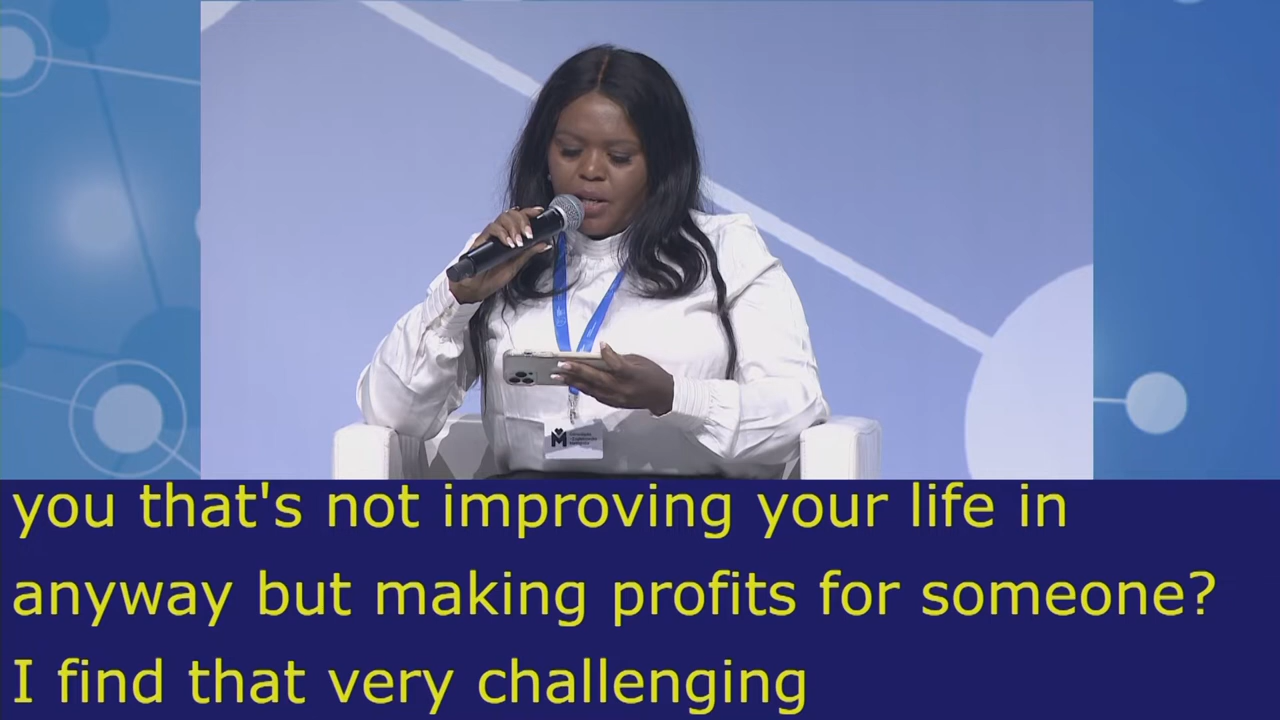 you that's not improving your life in
anyway but making profits for someone?
I find that very challenging